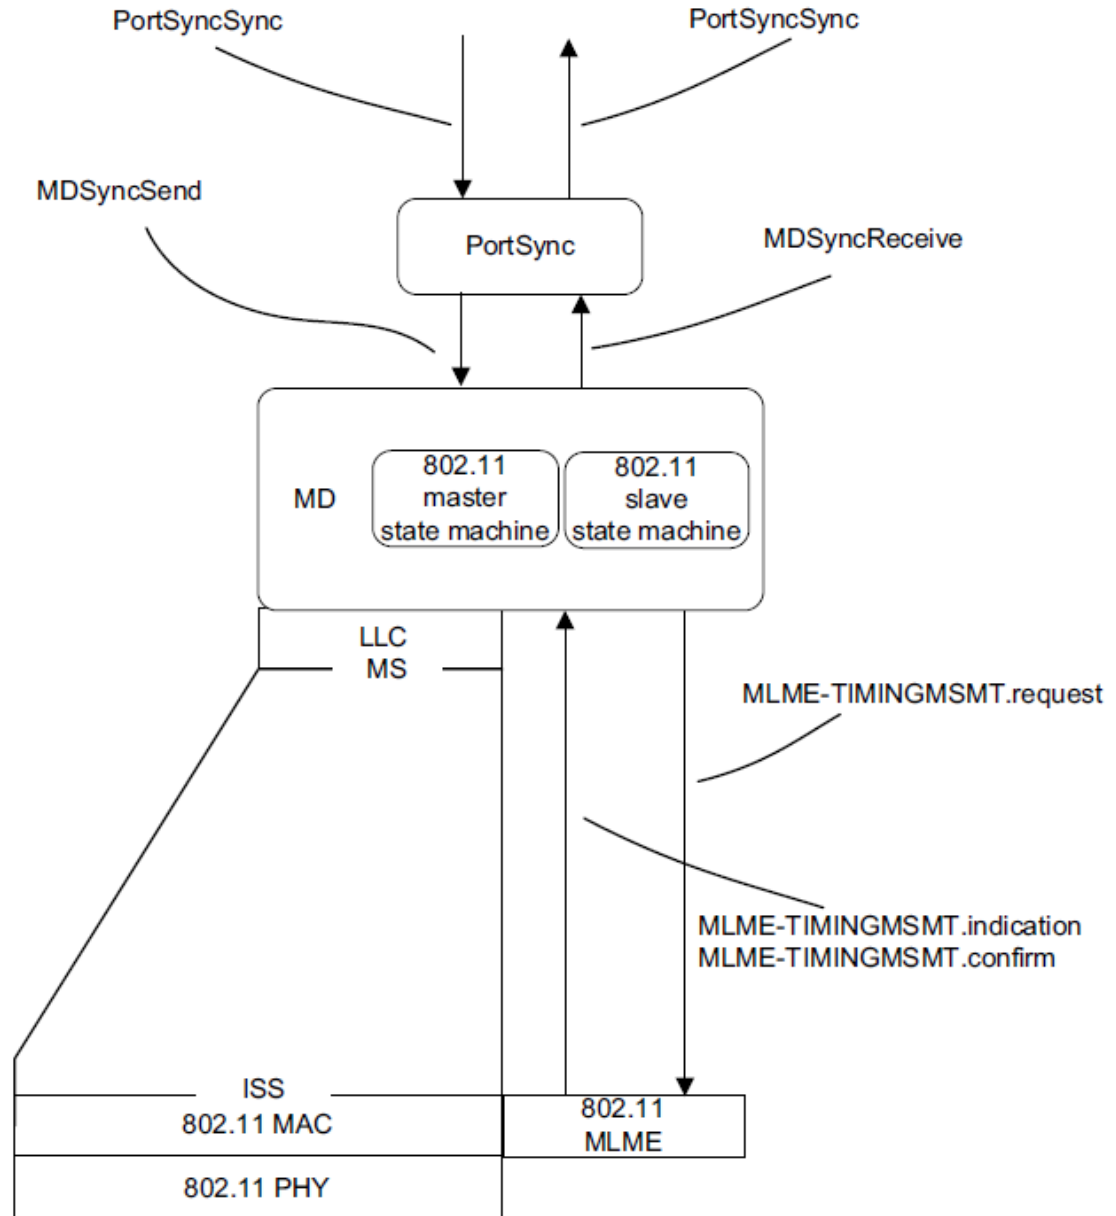 PortSyncSync
PortSyncSync
MDSyncSend
PortSync
MDSyncReceive
MD
802.11
master
state machine
802.11
slave
state machine
LLC
MS
MLME-TIMINGMSMT.request
MLME-TIMINGMSMT.indication
MLME-TIMINGMSMT.confirm
ISS
802.11 MAC
802.11
MLME
802.11 PHY